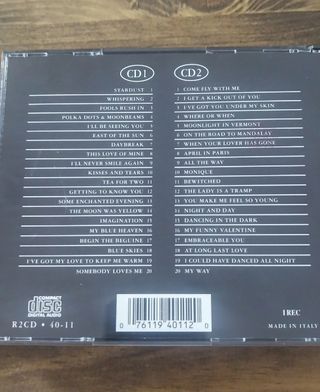 CD1
STARDUST 1
WHISPERING 2
FOOLS RUSH IN 3
POLKA DOTS & MOONBEAMS 4
I'LL BE SEEING YOU 5
EAST OF THE SUN 6
DAYBREAK 7
THIS LOVE OF MINE 8
I'LL NEVER SMILE AGAIN 9
KISSES AND TEARS 10
TEA FOR TWO 11
GETTING TO KNOW YOU 12
SOME ENCHANTED EVENING 13
THE MOON WAS YELLOW 14
IMAGINATION 15
MY BLUE HEAVEN 16
BEGIN THE BEGUINE 17
BLUE SKIES 18
I'VE GOT MY LOVE TO KEEP ME WARM 19
SOMEBODY LOVES ME 20
CD2
1 COME FLY WITH ME
2 I GET A KICK OUT OF YOU
3 I'VE GOT YOU UNDER MY SKIN
4 WHERE OR WHEN
5 MOONLIGHT IN VERMONT
6 ON THE ROAD TO MANDALAY
7 WHEN YOUR LOVER HAS GONE
8 APRIL IN PARIS
9 ALL THE WAY
10 MONIQUE
11 BEWITCHED
12 THE LADY IS A TRAMP
13 YOU MAKE ME FEEL SO YOUNG
14 NIGHT AND DAY
15 DANCING IN THE DARK
16 MY FUNNY VALENTINE
17 EMBRACEABLE YOU
18 AT LONG LAST LOVE
19 I COULD HAVE DANCED ALL NIGHT
20 MY WAY
COMPACT
disc
DIGITAL AUDIO
R2CD · 40-11
0 76119 40112 0
1 REC
MADE IN ITALY